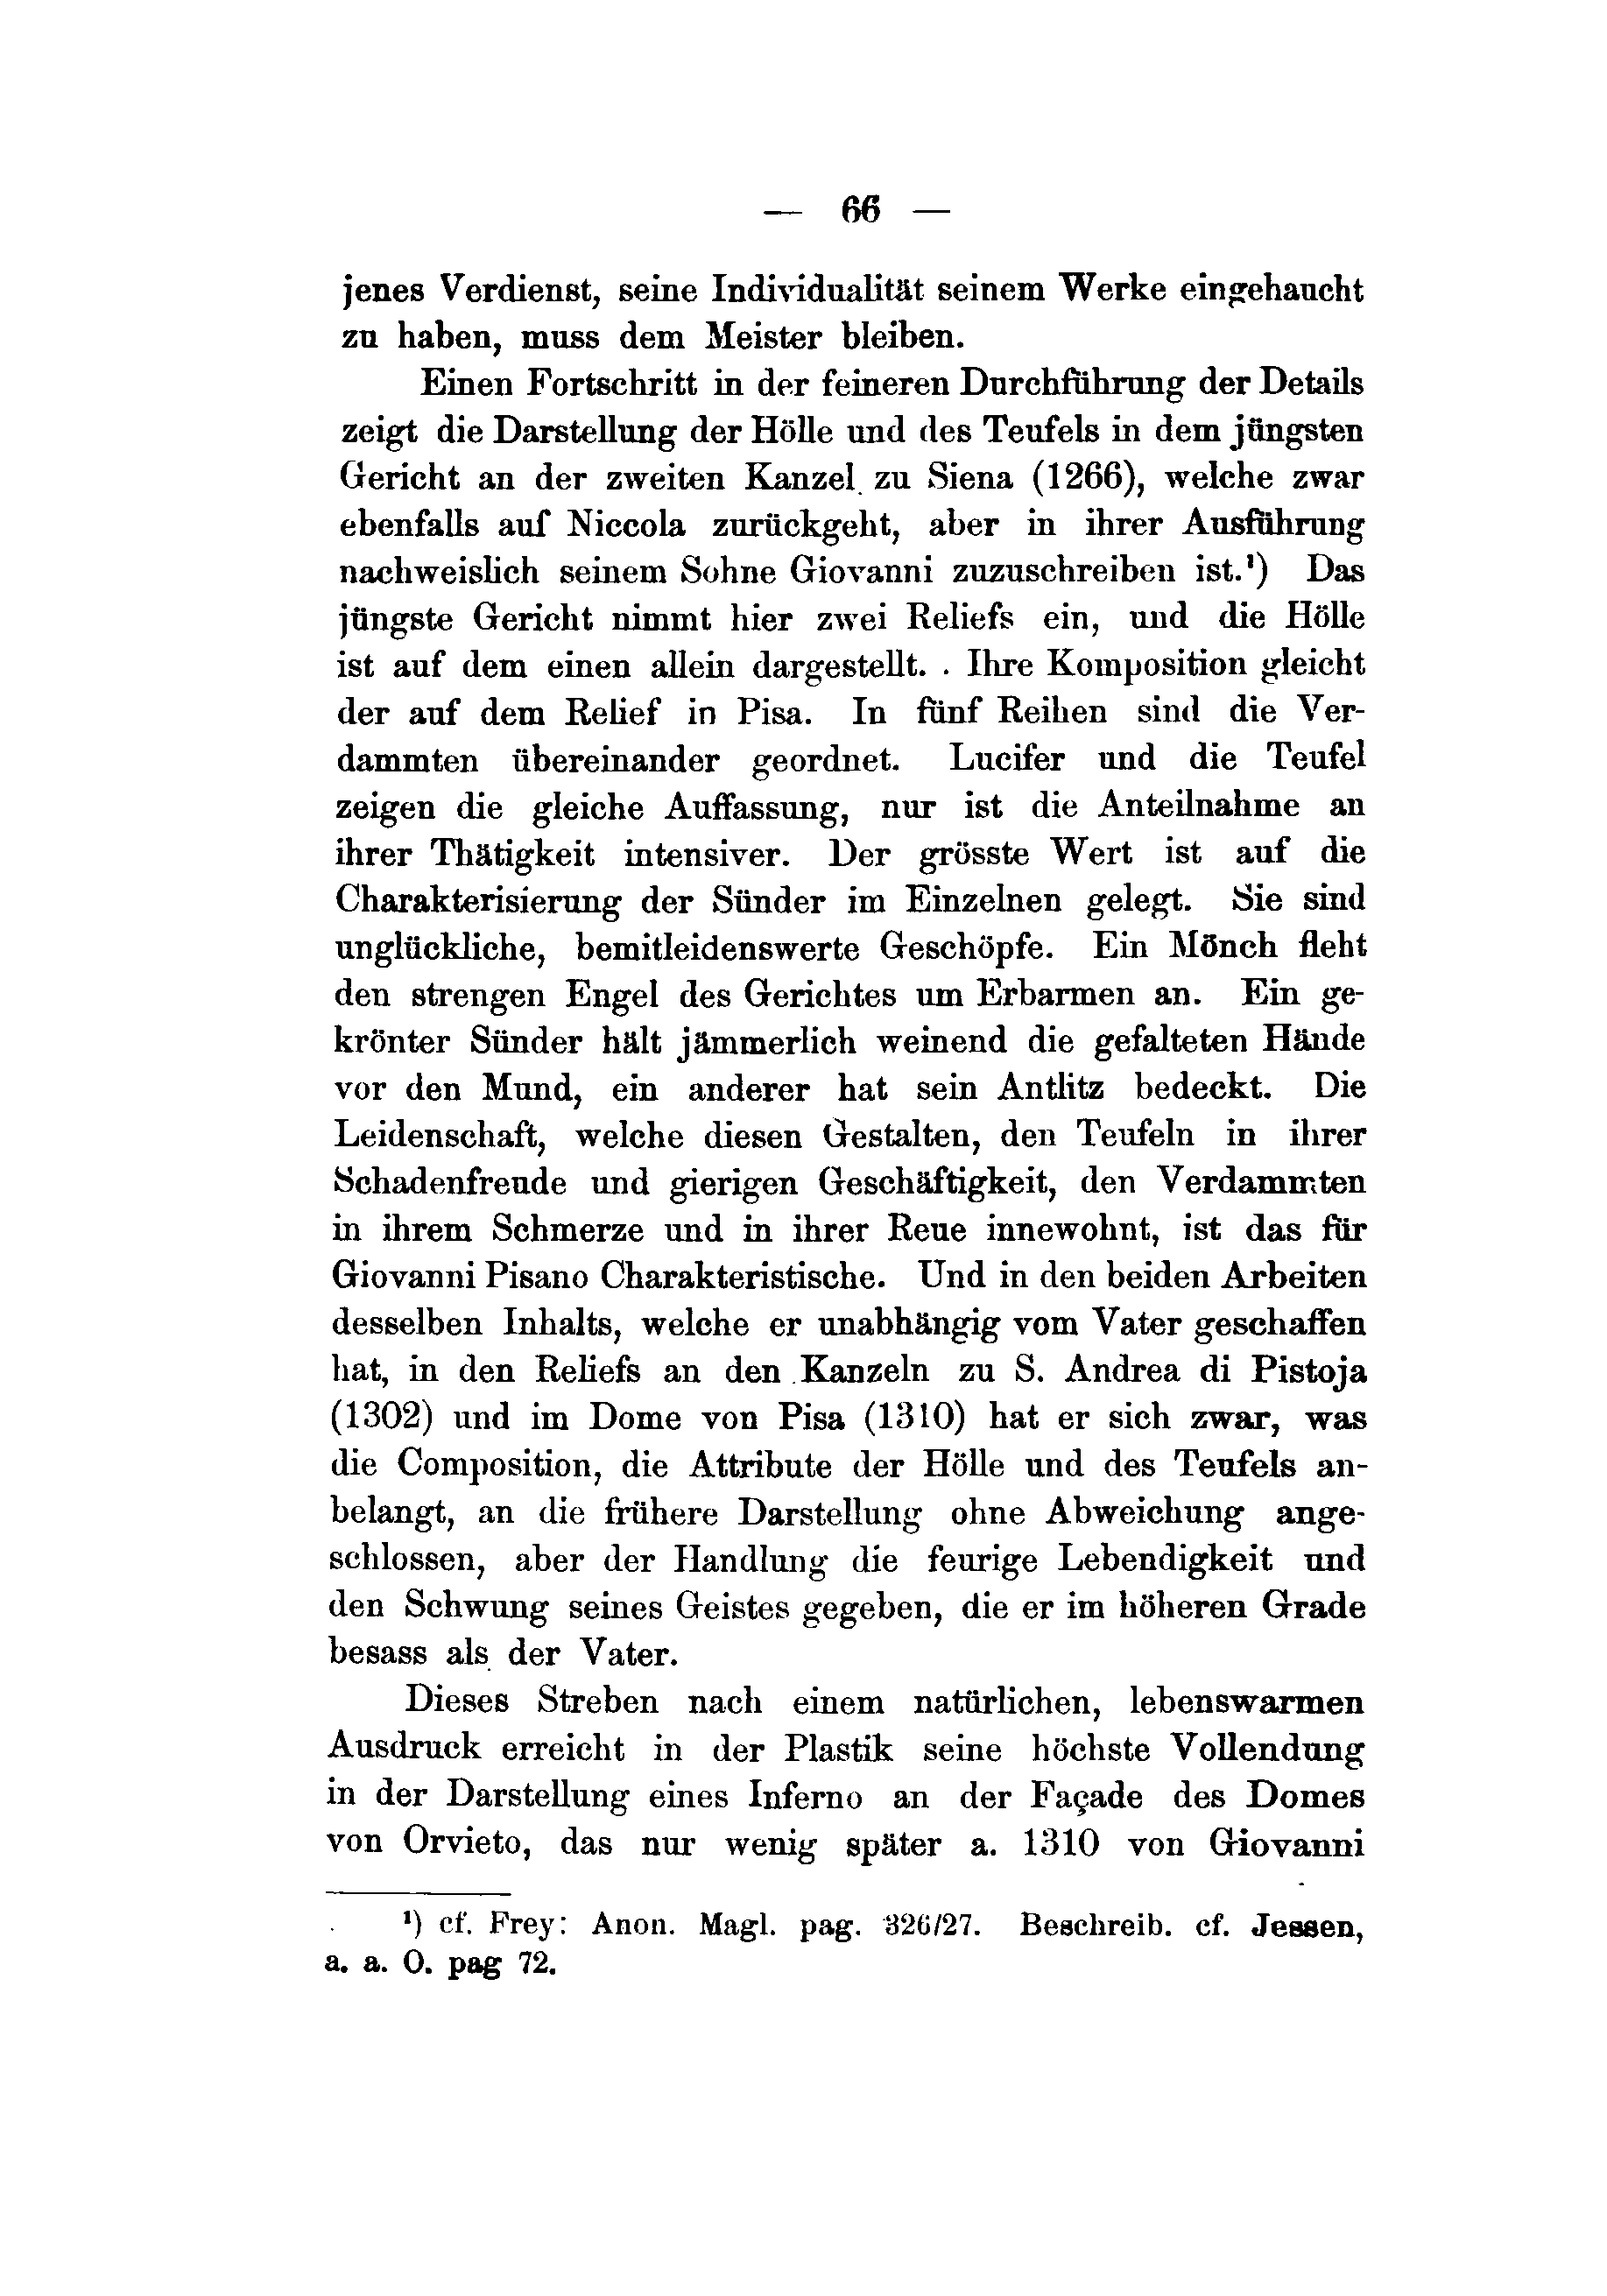 — 66 —
jenes Verdienst, seine Individualität seinem Werke eingehaucht
zu haben, muss dem Meister bleiben.
Einen Fortschritt in der feineren Durchführung der Details
zeigt die Darstellung der Hölle und des Teufels in dem jüngsten
Gericht an der zweiten Kanzel zu Siena (1266), welche zwar
ebenfalls auf Niccola zurückgeht, aber in ihrer Ausführung
nachweislich seinem Sohne Giovanni zuzuschreiben ist.¹) Das
jüngste Gericht nimmt hier zwei Reliefs ein, und die Hölle
ist auf dem einen allein dargestellt. Ihre Komposition gleicht
der auf dem Relief in Pisa. In fünf Reihen sind die Ver-
dammten übereinander geordnet. Lucifer und die Teufel
zeigen die gleiche Auffassung, nur ist die Anteilnahme an
ihrer Thätigkeit intensiver. Der grösste Wert ist auf die
Charakterisierung der Sünder im Einzelnen gelegt. Sie sind
unglückliche, bemitleidenswerte Geschöpfe. Ein Mönch fleht
den strengen Engel des Gerichtes um Erbarmen an. Ein ge-
krönter Sünder hält jämmerlich weinend die gefalteten Hände
vor den Mund, ein anderer hat sein Antlitz bedeckt. Die
Leidenschaft, welche diesen Gestalten, den Teufeln in ihrer
Schadenfreude und gierigen Geschäftigkeit, den Verdammten
in ihrem Schmerze und in ihrer Reue innewohnt, ist das für
Giovanni Pisano Charakteristische. Und in den beiden Arbeiten
desselben Inhalts, welche er unabhängig vom Vater geschaffen
hat, in den Reliefs an den Kanzeln zu S. Andrea di Pistoja
(1302) und im Dome von Pisa (1310) hat er sich zwar, was
die Composition, die Attribute der Hölle und des Teufels an-
belangt, an die frühere Darstellung ohne Abweichung ange-
schlossen, aber der Handlung die feurige Lebendigkeit und
den Schwung seines Geistes gegeben, die er im höheren Grade
besass als der Vater.
Dieses Streben nach einem natürlichen, lebenswarmen
Ausdruck erreicht in der Plastik seine höchste Vollendung
in der Darstellung eines Inferno an der Façade des Domes
von Orvieto, das nur wenig später a. 1310 von Giovanni
¹) cf. Frey: Anon. Magl. pag. 326/27. Beschreib. cf. Jessen,
a. a. O. pag 72.